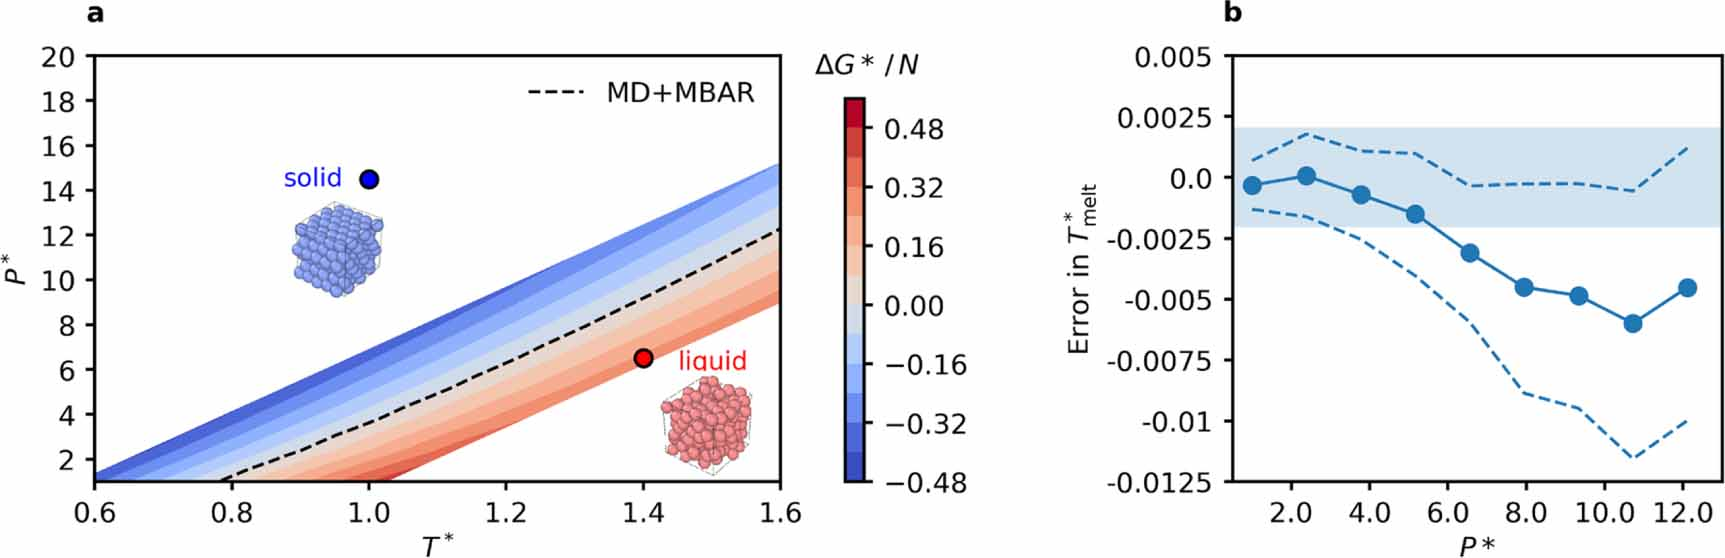 a
20
18
16
14
12
10
8
6
4
2
P*
0.6 0.8 1.0 1.2 1.4 1.6
T*
MD+MBAR
solid
liquid
ΔG* /N
0.48
0.32
0.16
0.00
−0.16
−0.32
−0.48
b
0.005
0.0025
0.0
-0.0025
-0.005
-0.0075
-0.01
-0.0125
Error in T*melt
2.0 4.0 6.0 8.0 10.0 12.0
P*